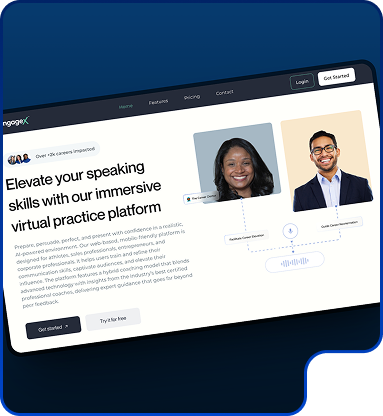 Home
Features
Pricing
Contact
Login
Get Started
engageX
Over +2k careers impacted
Elevate your speaking
skills with our immersive
virtual practice platform
Prepare, persuade, perfect, and present with confidence in a realistic,
AI-powered environment. Our web-based, mobile-friendly platform is
designed for athletes, sales professionals, entrepreneurs, and
corporate professionals. It helps users train and refine their
communication skills, captivate audiences, and elevate their
influence. The platform features a hybrid coaching model that blends
advanced technology with insights from the industry's best certified
professional coaches, delivering expert guidance that goes far beyond
peer feedback.
Get started
Try it for free
Facilitate Career Elevation